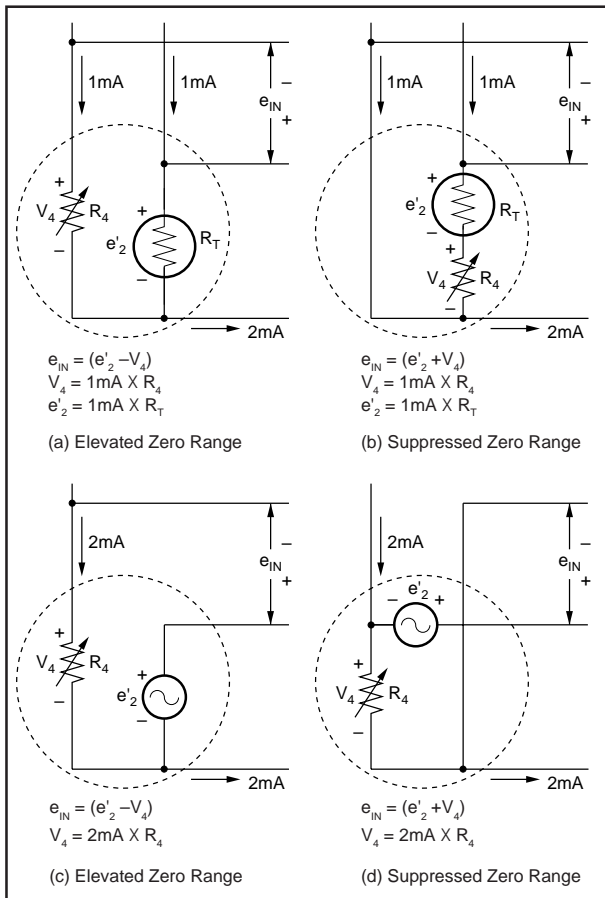 1mA
1mA
–
e_IN
+
+
V_4 R_4
–
+
e'_2
–
R_T
2mA
e_IN = (e'_2 –V_4)
V_4 = 1mA X R_4
e'_2 = 1mA X R_T
(a) Elevated Zero Range
1mA
1mA
–
e_IN
+
+
e'_2
–
R_T
+
V_4 R_4
–
2mA
e_IN = (e'_2 +V_4)
V_4 = 1mA X R_4
e'_2 = 1mA X R_T
(b) Suppressed Zero Range
2mA
–
e_IN
+
+
V_4 R_4
–
+
e'_2
–
2mA
e_IN = (e'_2 –V_4)
V_4 = 2mA X R_4
(c) Elevated Zero Range
2mA
–
e_IN
+
e'_2
– +
+
V_4 R_4
–
2mA
e_IN = (e'_2 +V_4)
V_4 = 2mA X R_4
(d) Suppressed Zero Range